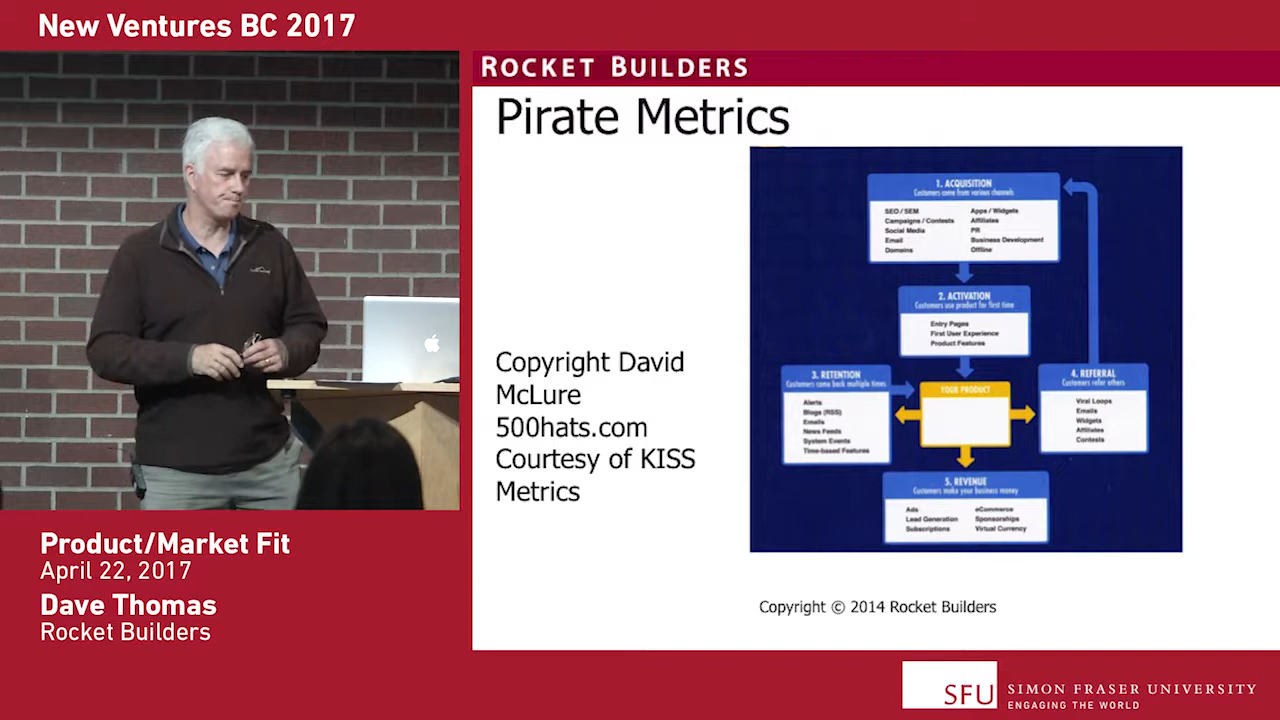 New Ventures BC 2017
ROCKET BUILDERS
Pirate Metrics
1. ACQUISITION
Customers come from various channels
SEO / SEM
Campaigns / Contests
Social Media
Email
Domains
Apps / Widgets
Affiliates
PR
Business Development
Offline
2. ACTIVATION
Customers use product for first time
Entry Pages
First User Experience
Product Features
3. RETENTION
Customers come back multiple times
Alerts
Blogs (RSS)
Emails
News Feeds
System Events
Time-based Features
YOUR PRODUCT
4. REFERRAL
Customers refer others
Viral Loops
Emails
Widgets
Affiliates
Contests
5. REVENUE
Customers make your business money
Ads
Lead Generation
Subscriptions
eCommerce
Sponsorships
Virtual Currency
Copyright David
McLure
500hats.com
Courtesy of KISS
Metrics
Copyright © 2014 Rocket Builders
Product/Market Fit
April 22, 2017
Dave Thomas
Rocket Builders
SFU
SIMON FRASER UNIVERSITY
ENGAGING THE WORLD